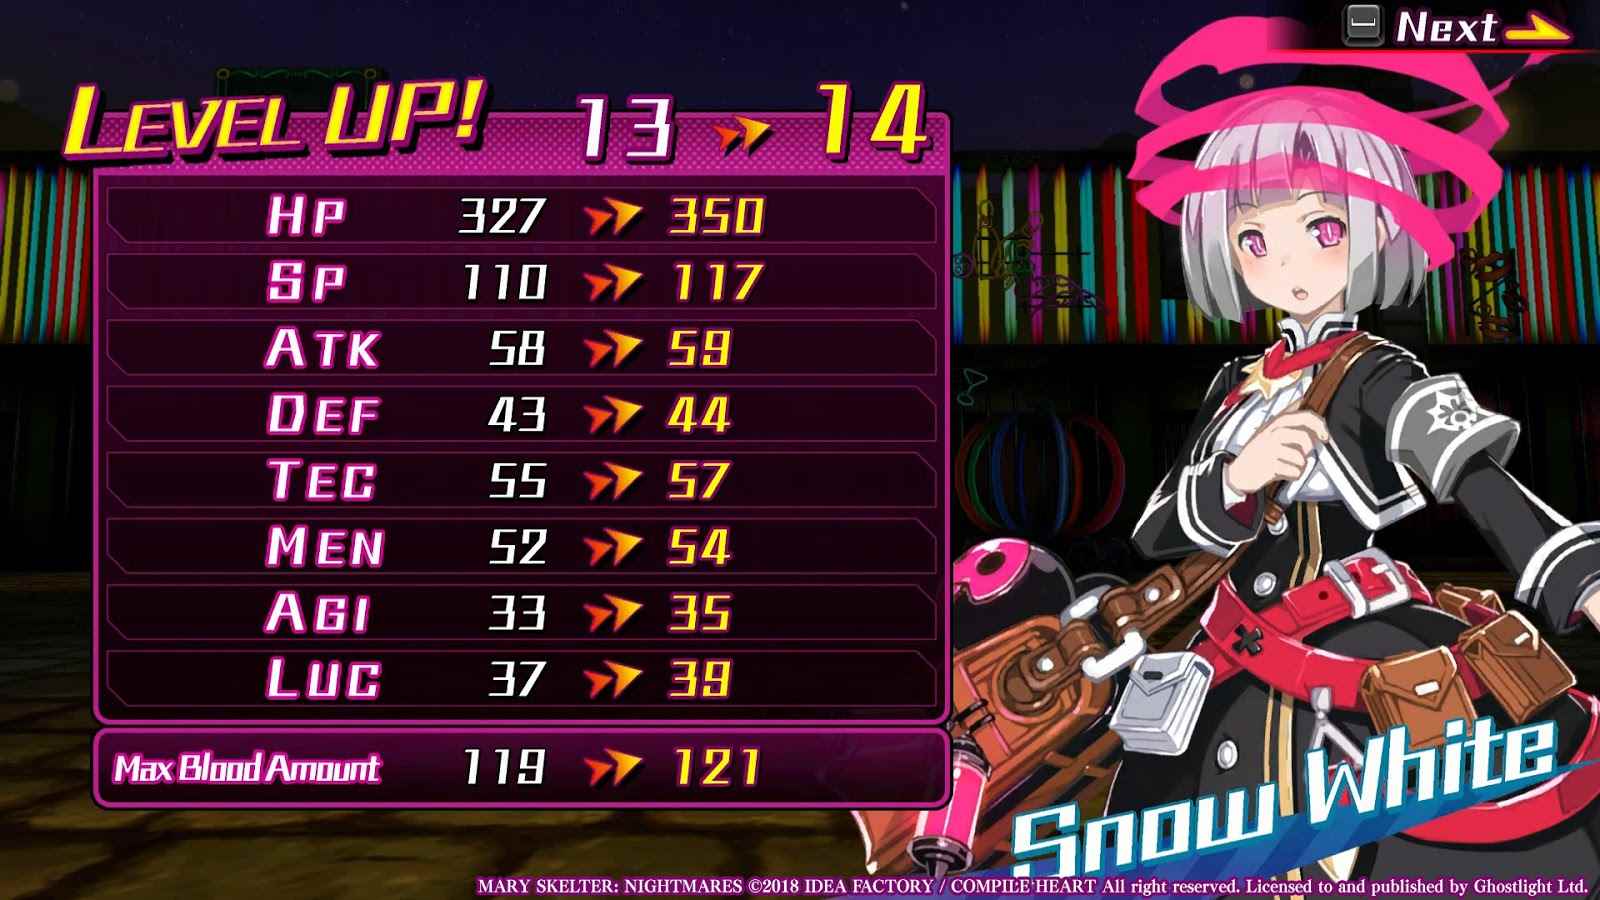 Next
LEVEL UP! 13 14
HP 327 350
SP 110 117
ATK 58 59
DEF 43 44
TEC 55 57
MEN 52 54
AGI 33 35
LUC 37 39
Max Blood Amount 119 121
Snow White
MARY SKELTER: NIGHTMARES ©2018 IDEA FACTORY / COMPILE HEART All right reserved. Licensed to and published by Ghostlight Ltd.